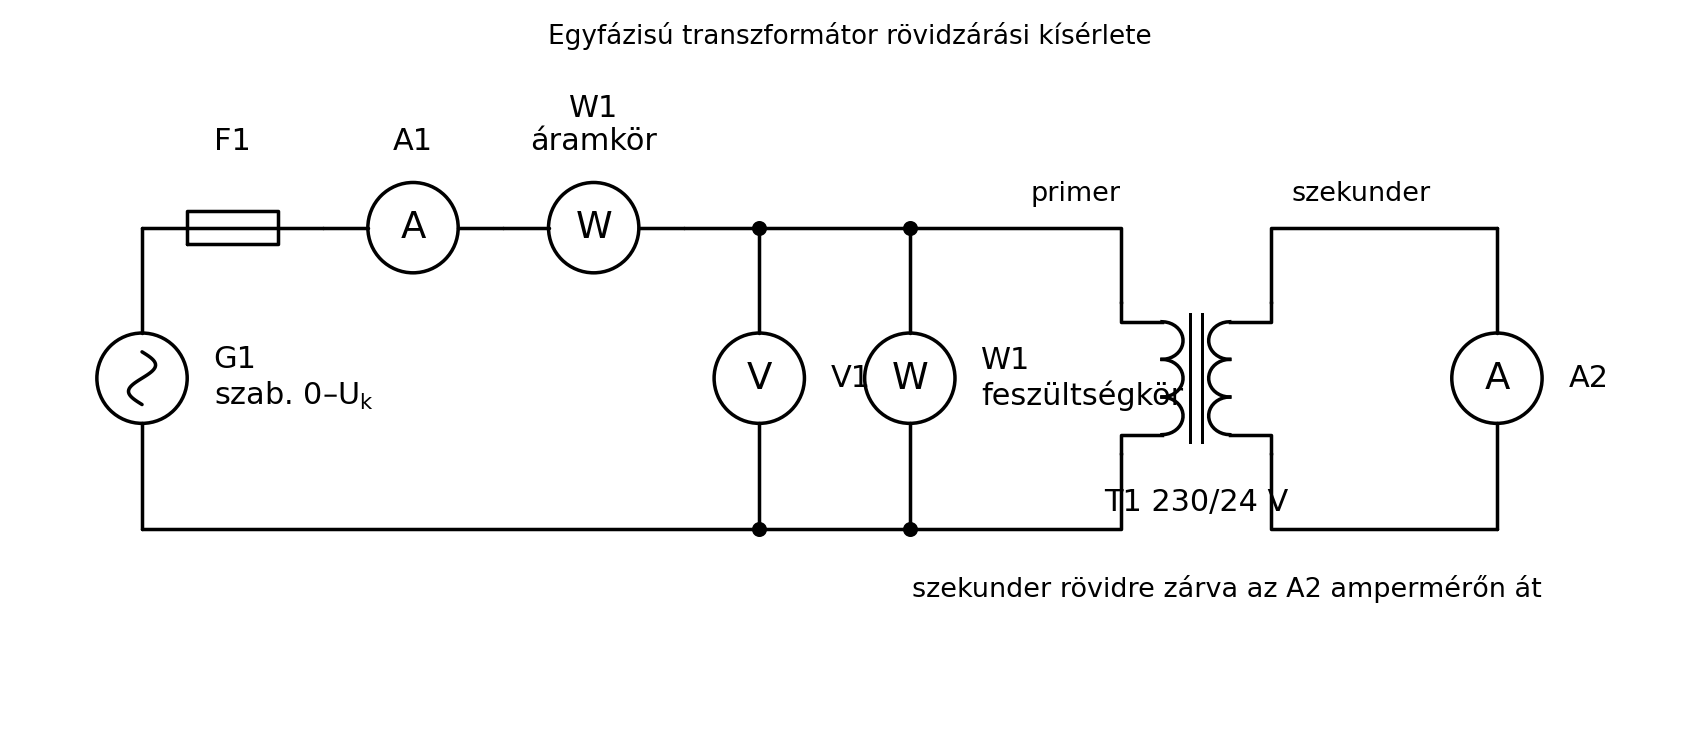 Egyfázisú transzformátor rövidzárási kísérlete
W1
áramkör
F1
A1
A
W
primer
szekunder
G1
szab. 0–Uk
V
V1
W
W1
feszültségkör
A
A2
T1 230/24 V
szekunder rövidre zárva az A2 ampermérőn át